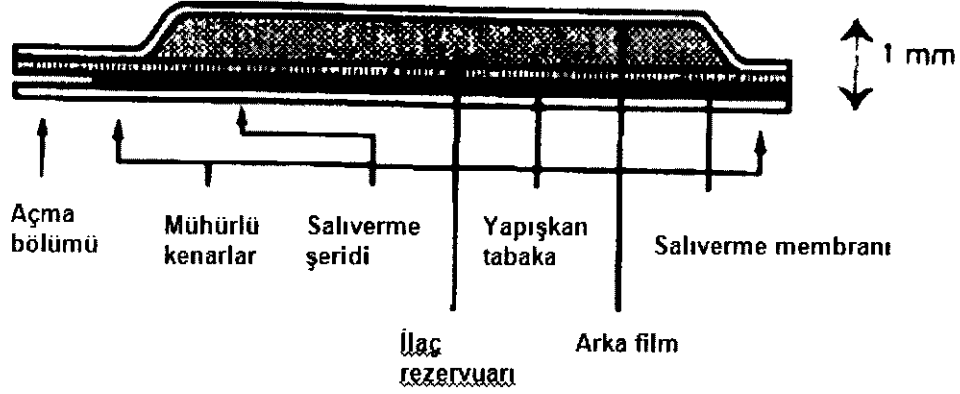 1 mm
Açma
bölümü
Mühürlü
kenarlar
Salıverme
şeridi
Yapışkan
tabaka
Salıverme membranı
İlaç
rezervuarı
Arka film